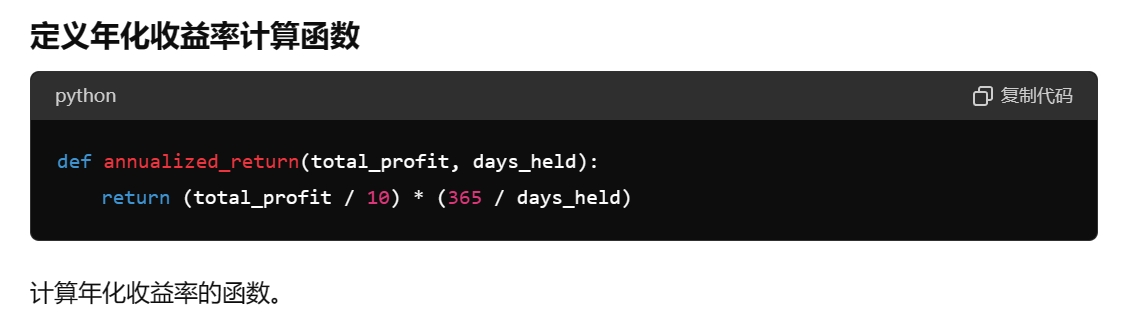 定义年化收益率计算函数
python 复制代码
def annualized_return(total_profit, days_held):
    return (total_profit / 10) * (365 / days_held)
计算年化收益率的函数。